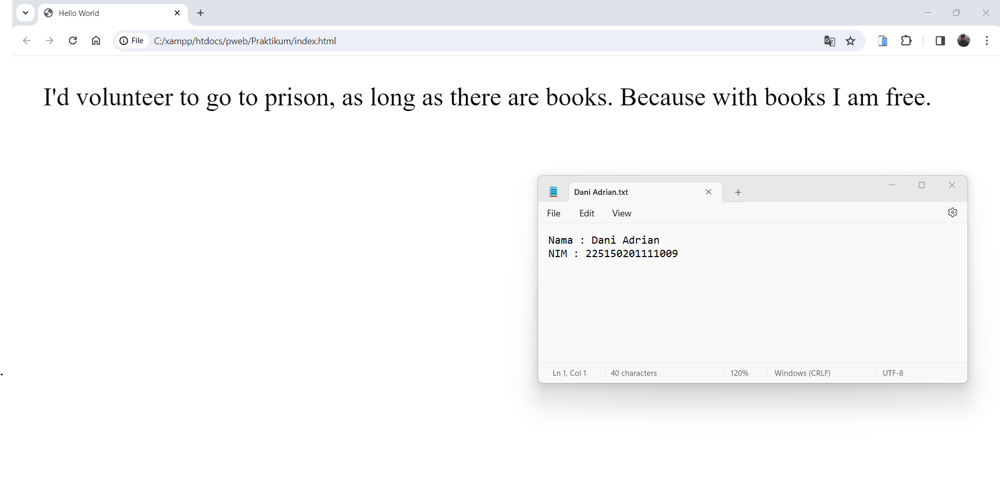 Hello World
File C:/xampp/htdocs/pweb/Praktikum/index.html
I'd volunteer to go to prison, as long as there are books. Because with books I am free.
Dani Adrian.txt
File Edit View
Nama : Dani Adrian
NIM : 225150201111009
Ln 1, Col 1 40 characters 120% Windows (CRLF) UTF-8
.